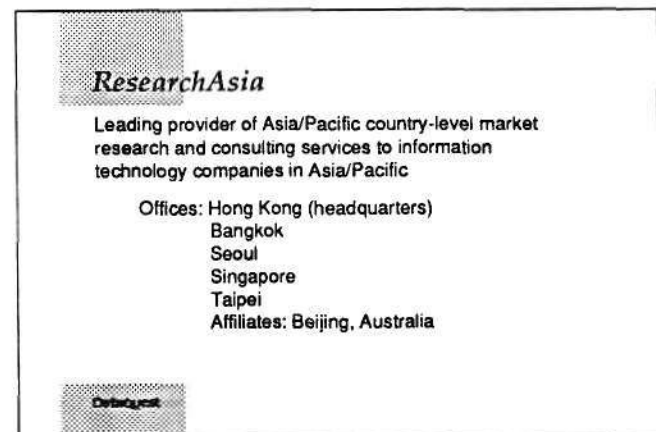 ResearchAsia
Leading provider of Asia/Pacific country-level market
research and consulting services to information
technology companies in Asia/Pacific
Offices: Hong Kong (headquarters)
Bangkok
Seoul
Singapore
Taipei
Affiliates: Beijing, Australia
Dataquest